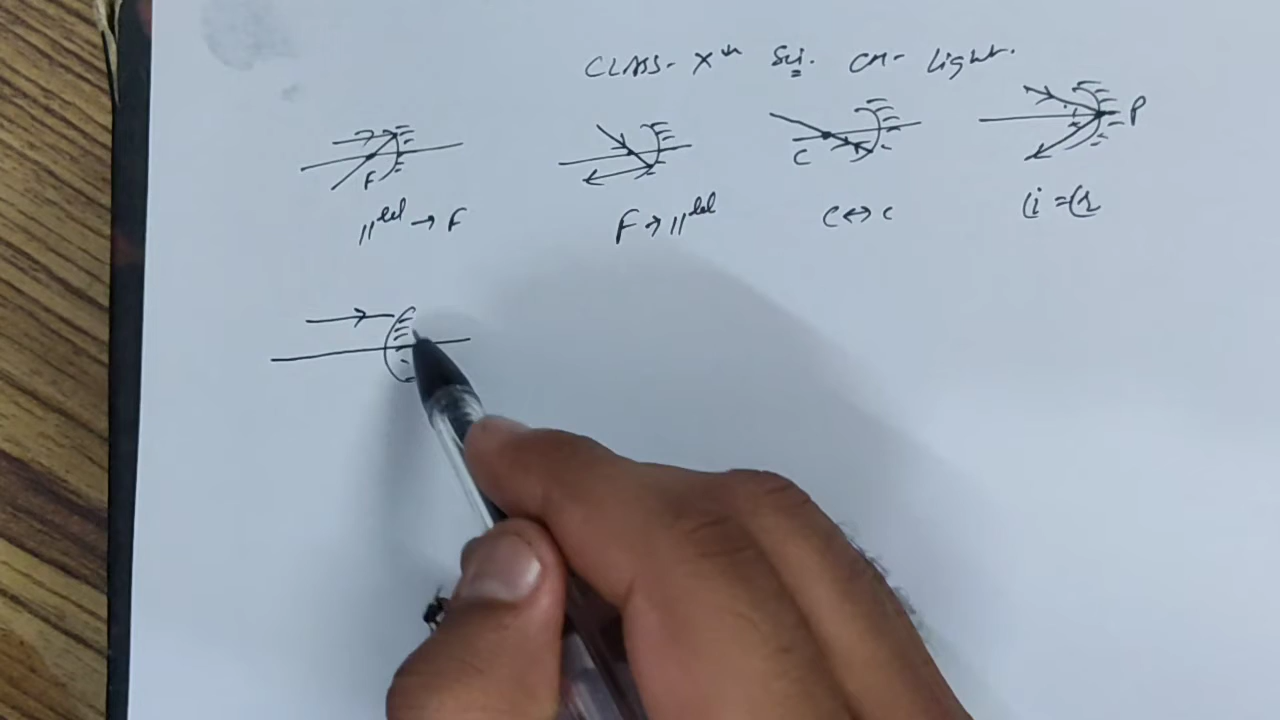 CLASS- Xth Sci. CH- Light.
F
C
P
||lel → F
F → ||lel
C ↔ C
∠i = ∠r